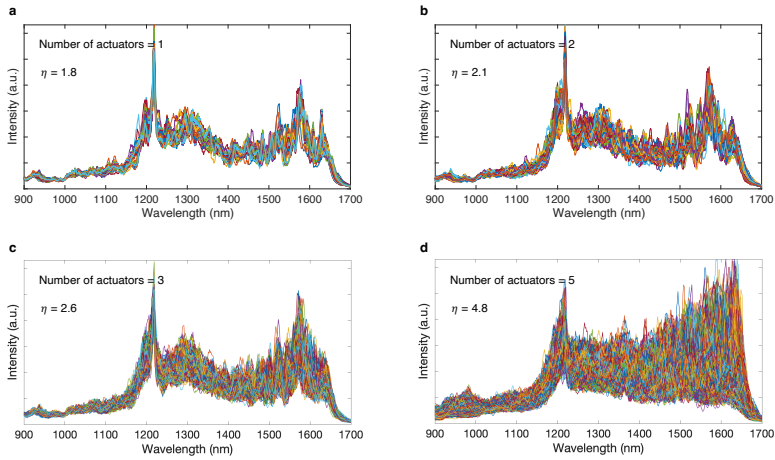 a
Number of actuators = 1
η = 1.8
Intensity (a.u.)
900 1000 1100 1200 1300 1400 1500 1600 1700
Wavelength (nm)
b
Number of actuators = 2
η = 2.1
Intensity (a.u.)
900 1000 1100 1200 1300 1400 1500 1600 1700
Wavelength (nm)
c
Number of actuators = 3
η = 2.6
Intensity (a.u.)
900 1000 1100 1200 1300 1400 1500 1600 1700
Wavelength (nm)
d
Number of actuators = 5
η = 4.8
Intensity (a.u.)
900 1000 1100 1200 1300 1400 1500 1600 1700
Wavelength (nm)